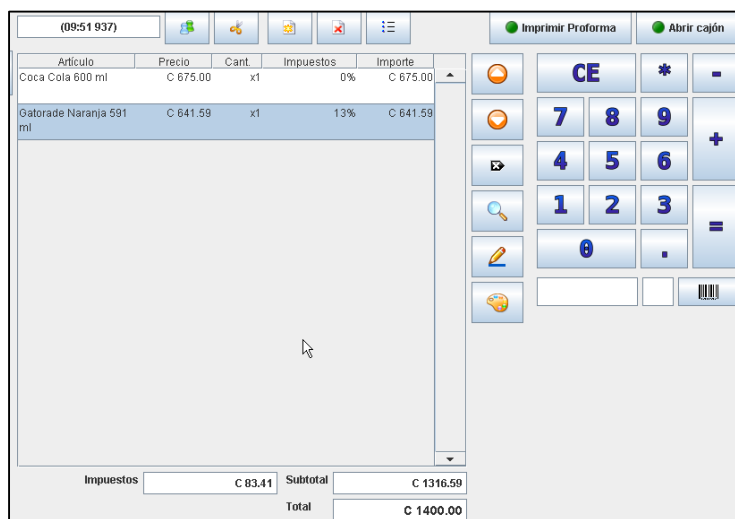 (09:51 937)
Imprimir Proforma
Abrir cajón
Artículo Precio Cant. Impuestos Importe
Coca Cola 600 ml C 675.00 x1 0% C 675.00
Gatorade Naranja 591 C 641.59 x1 13% C 641.59
ml
CE * -
7 8 9 +
4 5 6
1 2 3 =
0 .
Impuestos C 83.41 Subtotal C 1316.59
Total C 1400.00